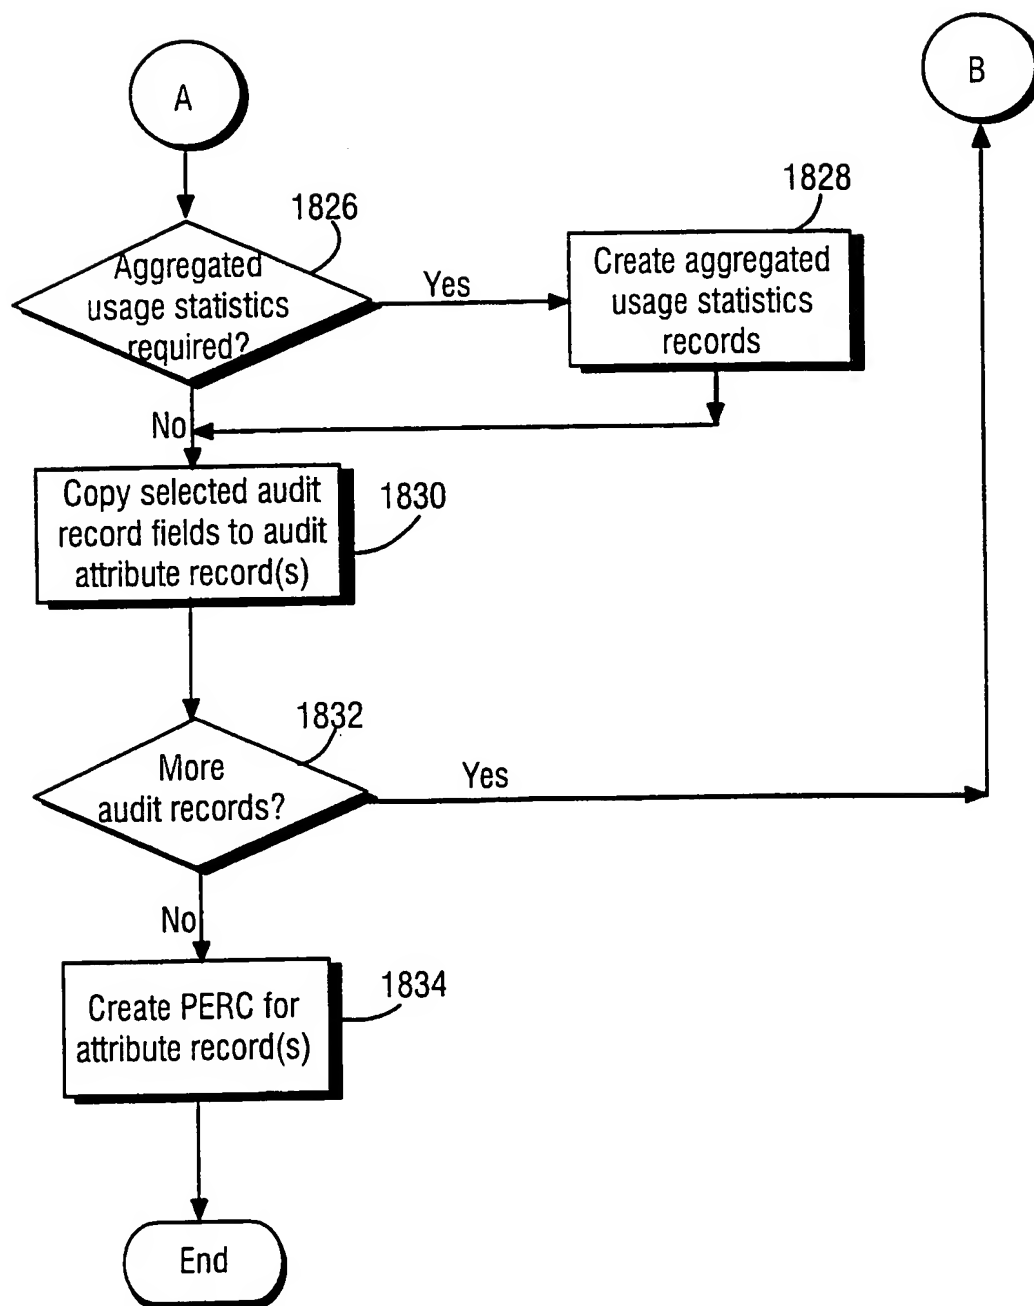 A
B
1826
Aggregated
usage statistics
required?
Yes
1828
Create aggregated
usage statistics
records
No
Copy selected audit
record fields to audit
attribute record(s)
1830
1832
More
audit records?
Yes
No
Create PERC for
attribute record(s)
1834
End